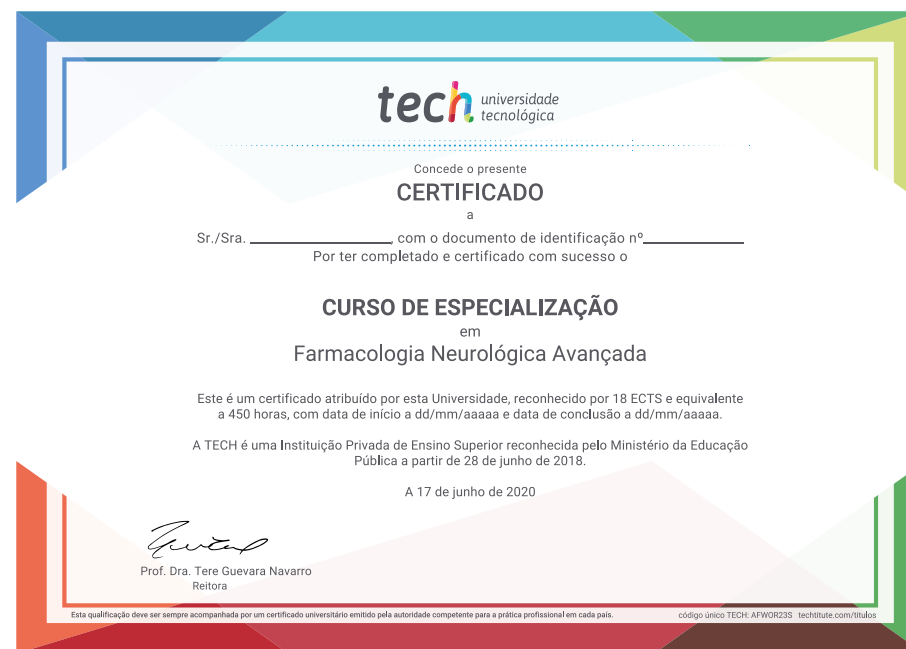 tech universidade
tecnológica
Concede o presente
CERTIFICADO
a
Sr./Sra. , com o documento de identificação nº
Por ter completado e certificado com sucesso o
CURSO DE ESPECIALIZAÇÃO
em
Farmacologia Neurológica Avançada
Este é um certificado atribuído por esta Universidade, reconhecido por 18 ECTS e equivalente
a 450 horas, com data de início a dd/mm/aaaaa e data de conclusão a dd/mm/aaaaa.
A TECH é uma Instituição Privada de Ensino Superior reconhecida pelo Ministério da Educação
Pública a partir de 28 de junho de 2018.
A 17 de junho de 2020
Prof. Dra. Tere Guevara Navarro
Reitora
Esta qualificação deve ser sempre acompanhada por um certificado universitário emitido pela autoridade competente para a prática profissional em cada país. código único TECH: AFWOR23S techtitute.com/titulos